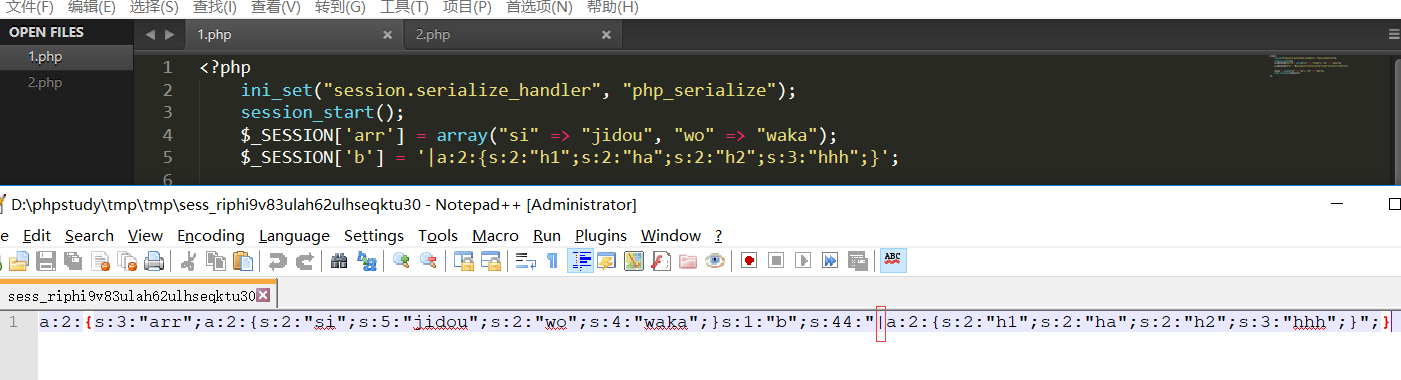 文件(F) 编辑(E) 选择(S) 查找(I) 查看(V) 转到(G) 工具(T) 项目(P) 首选项(N) 帮助(H)
OPEN FILES
1.php
2.php
1.php 2.php
1 <?php
2 ini_set("session.serialize_handler", "php_serialize");
3 session_start();
4 $_SESSION['arr'] = array("si" => "jidou", "wo" => "waka");
5 $_SESSION['b'] = '|a:2:{s:2:"h1";s:2:"ha";s:2:"h2";s:3:"hhh";}';
6
D:\phpstudy\tmp\tmp\sess_riphi9v83ulah62ulhseqktu30 - Notepad++ [Administrator]
e Edit Search View Encoding Language Settings Tools Macro Run Plugins Window ?
ABC
sess_riphi9v83ulah62ulhseqktu30
1 a:2:{s:3:"arr";a:2:{s:2:"si";s:5:"jidou";s:2:"wo";s:4:"waka";}s:1:"b";s:44:"|a:2:{s:2:"h1";s:2:"ha";s:2:"h2";s:3:"hhh";}";}